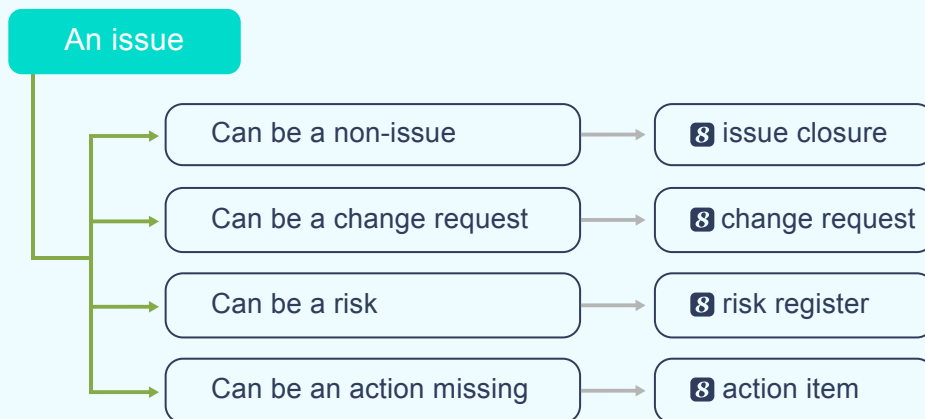 An issue
Can be a non-issue
8 issue closure
Can be a change request
8 change request
Can be a risk
8 risk register
Can be an action missing
8 action item